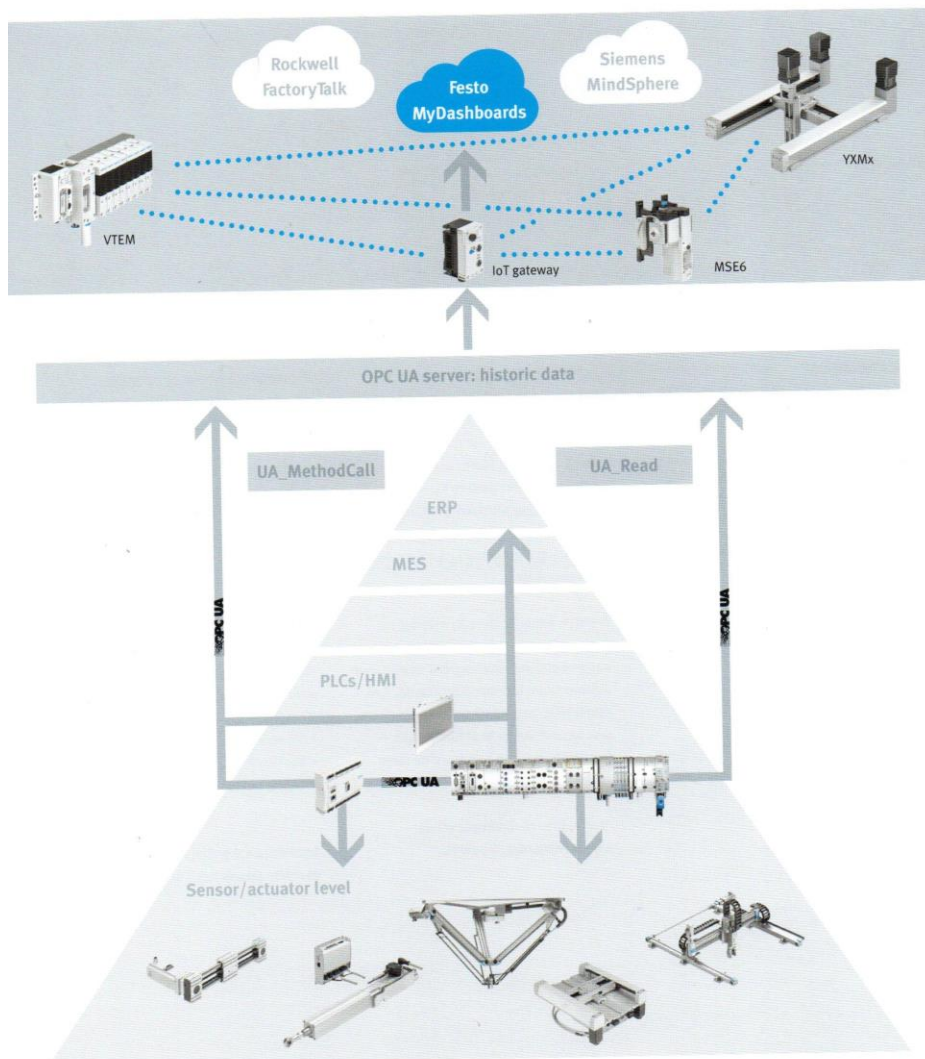 Rockwell
FactoryTalk
Festo
MyDashboards
Siemens
MindSphere
YXMx
VTEM
IoT gateway
MSE6
OPC UA server: historic data
UA_MethodCall
UA_Read
ERP
MES
OPC UA
OPC UA
PLCs/HMI
OPC UA
Sensor/actuator level